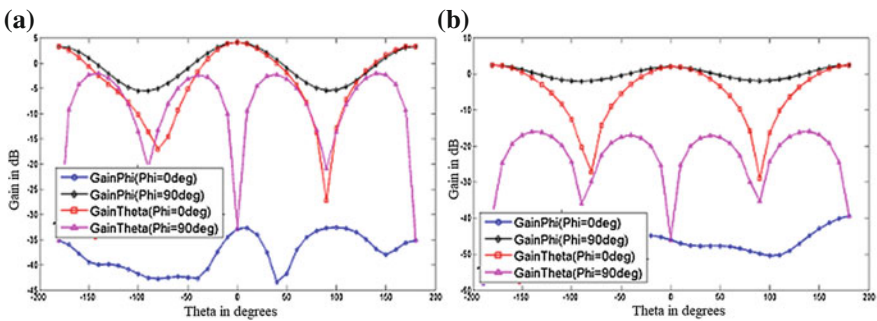 (a)
5
0
-5
-10
-15
-20
-25
-30
-35
-40
-45
Gain in dB
GainPhi(Phi=0deg)
GainPhi(Phi=90deg)
GainTheta(Phi=0deg)
GainTheta(Phi=90deg)
-200 -150 -100 -50 0 50 100 150 200
Theta in degrees
(b)
10
0
-10
-20
-30
-40
-50
-60
Gain in dB
GainPhi(Phi=0deg)
GainPhi(Phi=90deg)
GainTheta(Phi=0deg)
GainTheta(Phi=90deg)
-200 -150 -100 -50 0 50 100 150 200
Theta in degrees